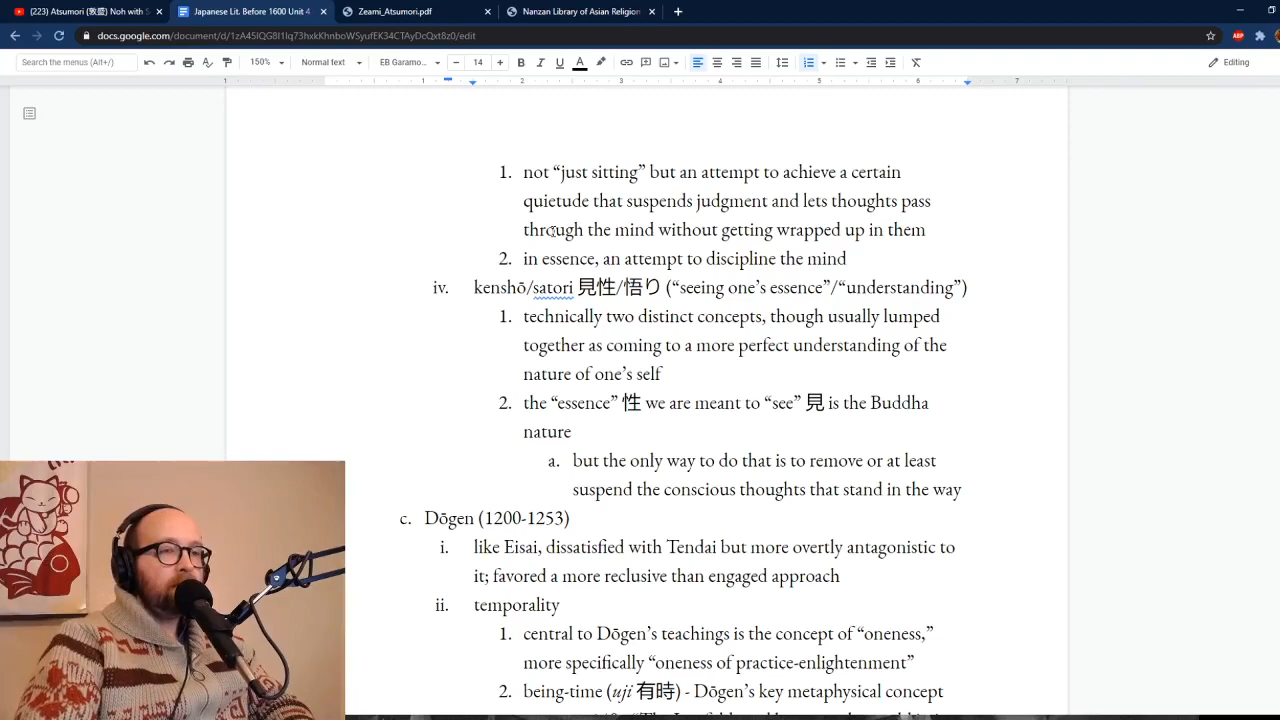 (223) Atsumori (敦盛) Noh with S
Japanese Lit. Before 1600 Unit 4
Zeami_Atsumori.pdf
Nanzan Library of Asian Religion
docs.google.com/document/d/1zA45lQG8I1lq73hxkKhnboWSyufEK34CTAyDcQxt8z0/edit
Search the menus (Alt+/)
150%
Normal text
EB Garamo...
14
Editing
1 1 2 3 4 5 6 7
1. not “just sitting” but an attempt to achieve a certain
quietude that suspends judgment and lets thoughts pass
through the mind without getting wrapped up in them
2. in essence, an attempt to discipline the mind
iv. kenshō/satori 見性/悟り (“seeing one’s essence”/“understanding”)
1. technically two distinct concepts, though usually lumped
together as coming to a more perfect understanding of the
nature of one’s self
2. the “essence” 性 we are meant to “see” 見 is the Buddha
nature
a. but the only way to do that is to remove or at least
suspend the conscious thoughts that stand in the way
c. Dōgen (1200-1253)
i. like Eisai, dissatisfied with Tendai but more overtly antagonistic to
it; favored a more reclusive than engaged approach
ii. temporality
1. central to Dōgen’s teachings is the concept of “oneness,”
more specifically “oneness of practice-enlightenment”
2. being-time (uji 有時) - Dōgen’s key metaphysical concept